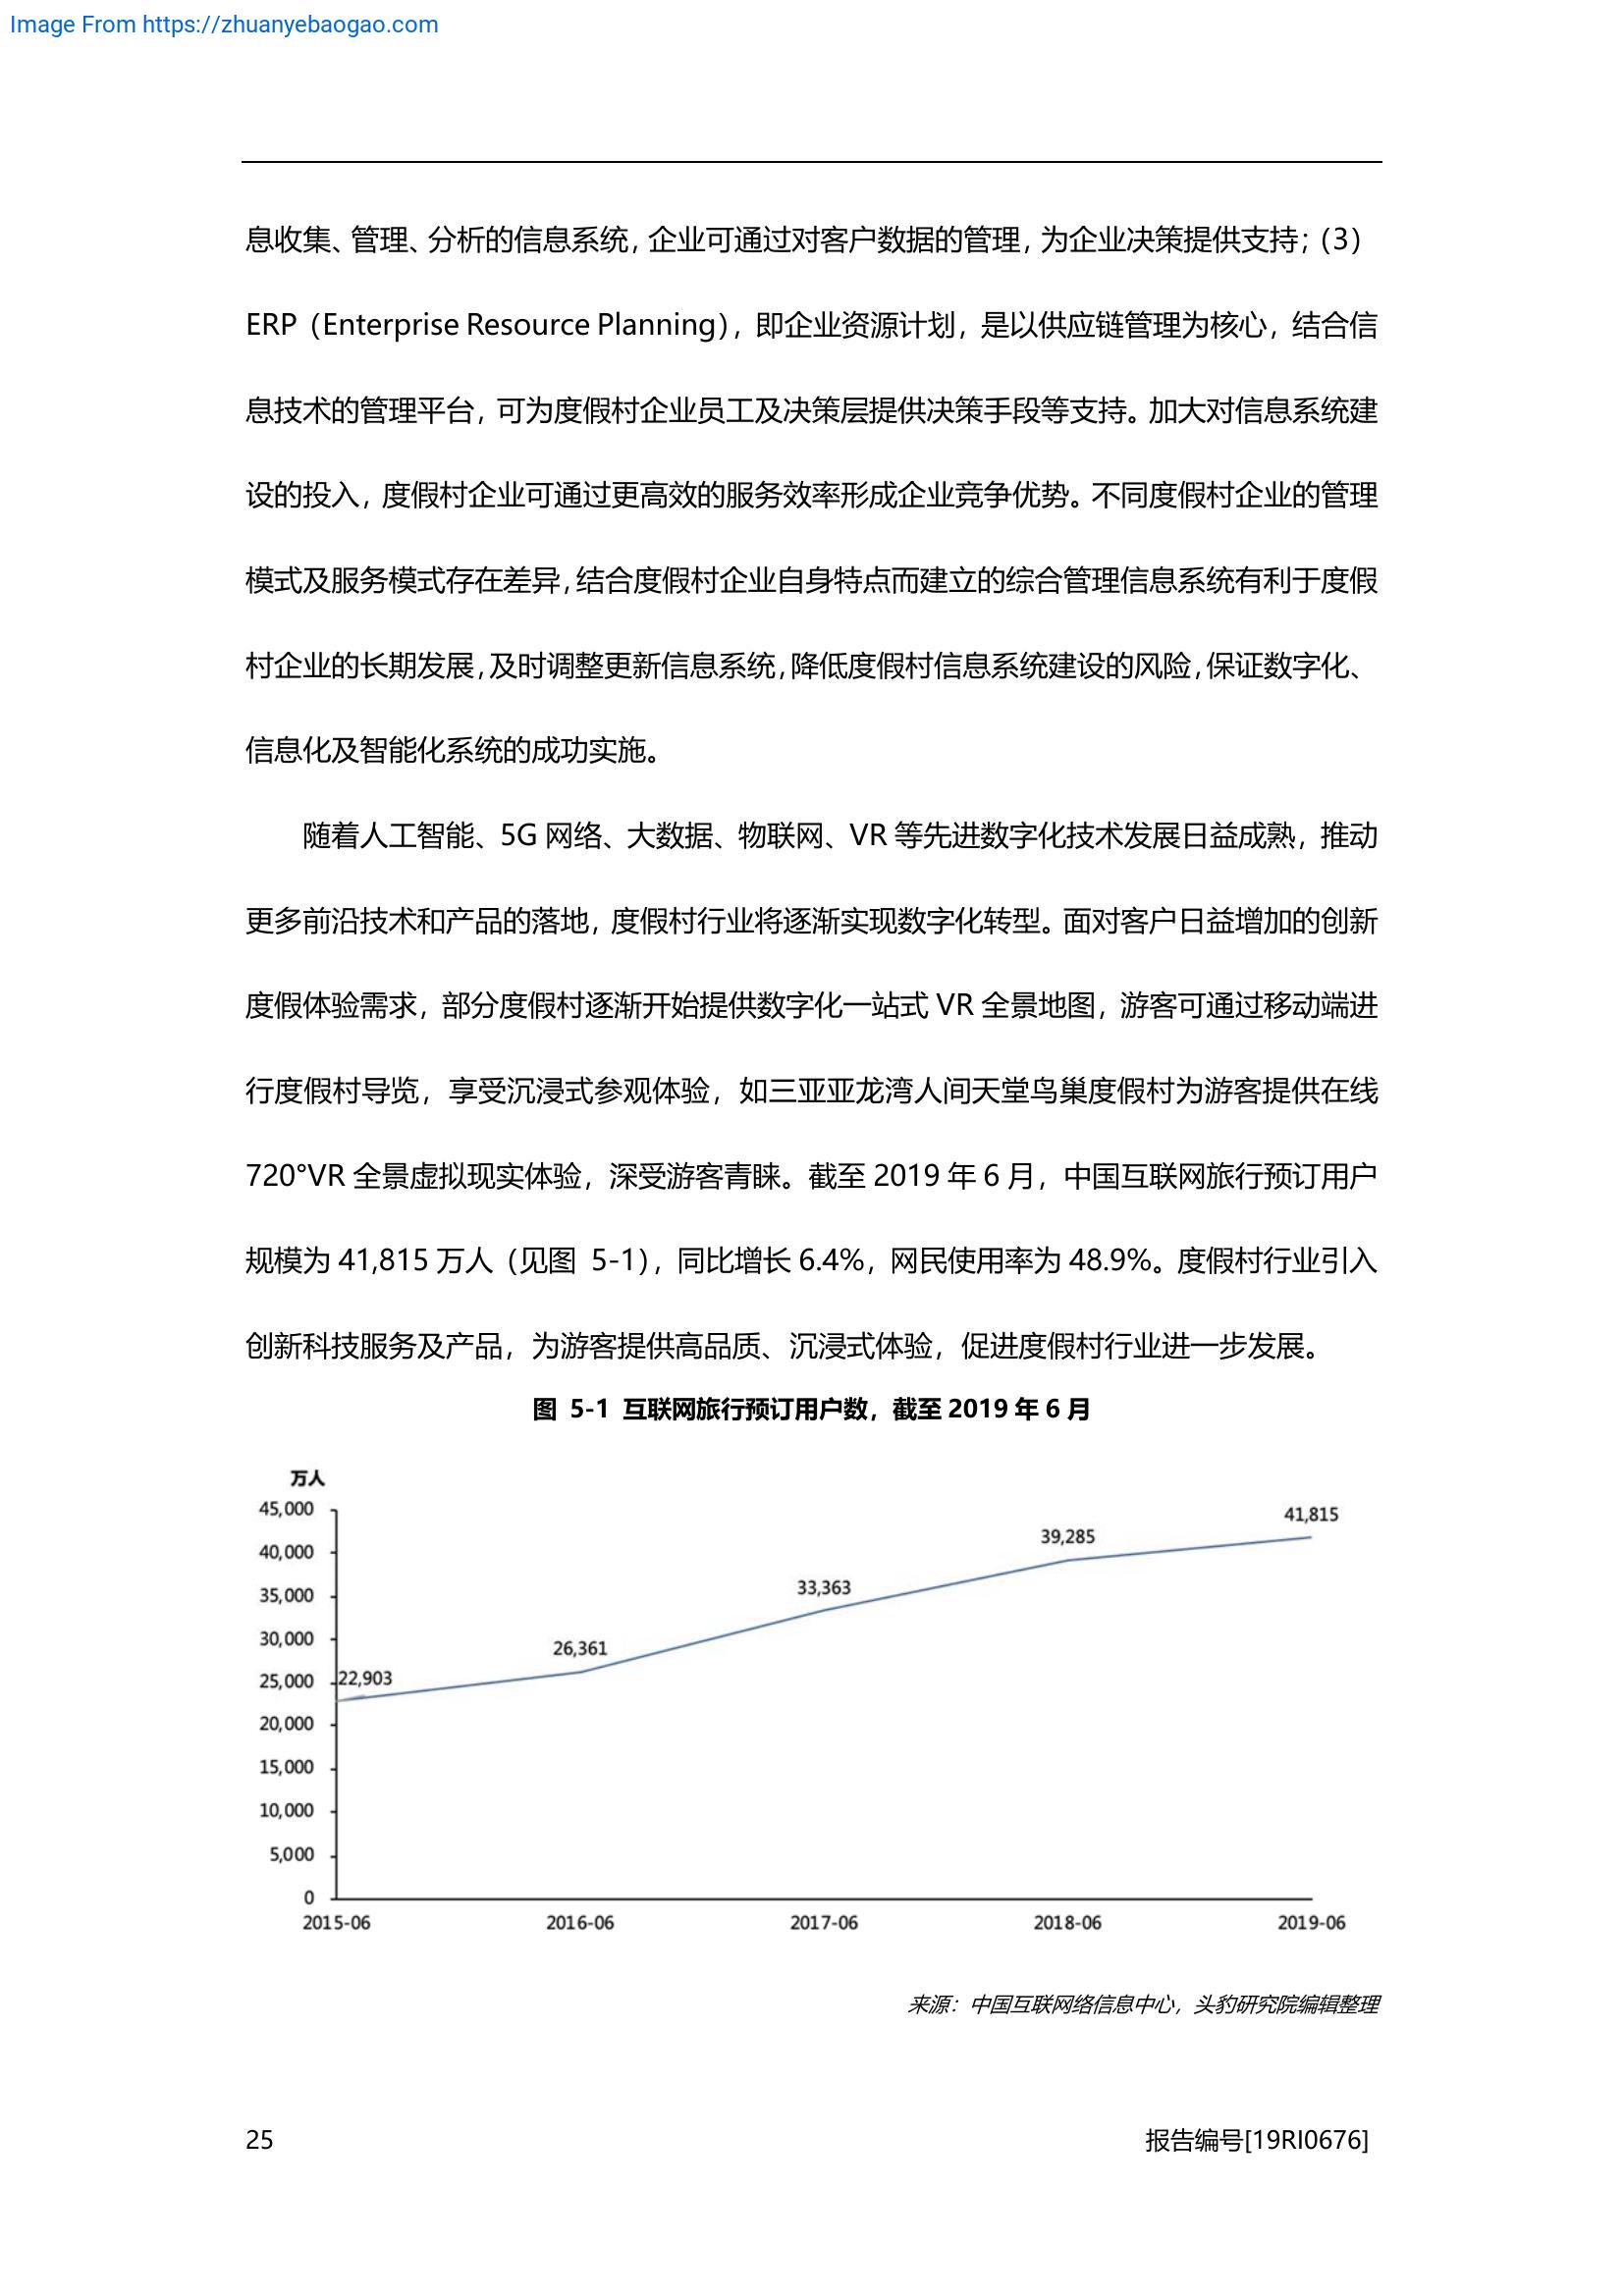 Image From https://zhuanyebaogao.com
息收集、管理、分析的信息系统，企业可通过对客户数据的管理，为企业决策提供支持；（3）
ERP（Enterprise Resource Planning），即企业资源计划，是以供应链管理为核心，结合信
息技术的管理平台，可为度假村企业员工及决策层提供决策手段等支持。加大对信息系统建
设的投入，度假村企业可通过更高效的服务效率形成企业竞争优势。不同度假村企业的管理
模式及服务模式存在差异，结合度假村企业自身特点而建立的综合管理信息系统有利于度假
村企业的长期发展，及时调整更新信息系统，降低度假村信息系统建设的风险，保证数字化、
信息化及智能化系统的成功实施。
随着人工智能、5G 网络、大数据、物联网、VR 等先进数字化技术发展日益成熟，推动
更多前沿技术和产品的落地，度假村行业将逐渐实现数字化转型。面对客户日益增加的创新
度假体验需求，部分度假村逐渐开始提供数字化一站式 VR 全景地图，游客可通过移动端进
行度假村导览，享受沉浸式参观体验，如三亚亚龙湾人间天堂鸟巢度假村为游客提供在线
720°VR 全景虚拟现实体验，深受游客青睐。截至 2019 年 6 月，中国互联网旅行预订用户
规模为 41,815 万人（见图 5-1），同比增长 6.4%，网民使用率为 48.9%。度假村行业引入
创新科技服务及产品，为游客提供高品质、沉浸式体验，促进度假村行业进一步发展。
图 5-1 互联网旅行预订用户数，截至 2019 年 6 月
万人
45,000
40,000
35,000
30,000
25,000
20,000
15,000
10,000
5,000
0
22,903
26,361
33,363
39,285
41,815
2015-06 2016-06 2017-06 2018-06 2019-06
来源：中国互联网络信息中心，头豹研究院编辑整理
25 报告编号[19RI0676]